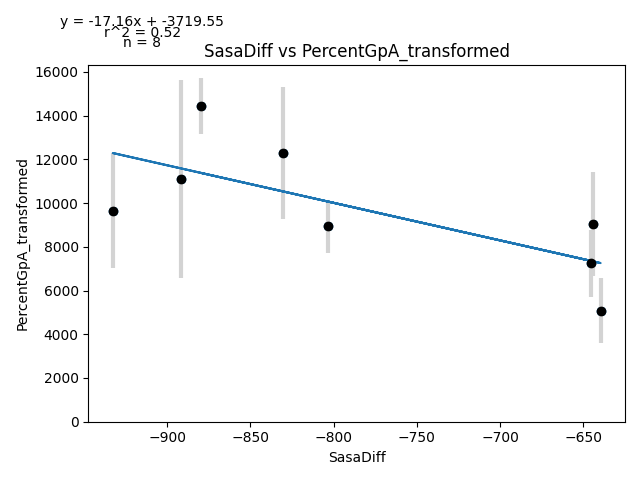 y = -17.16x + -3719.55
r^2 = 0.52
n = 8
SasaDiff vs PercentGpA_transformed
PercentGpA_transformed
16000
14000
12000
10000
8000
6000
4000
2000
0
−900 −850 −800 −750 −700 −650
SasaDiff